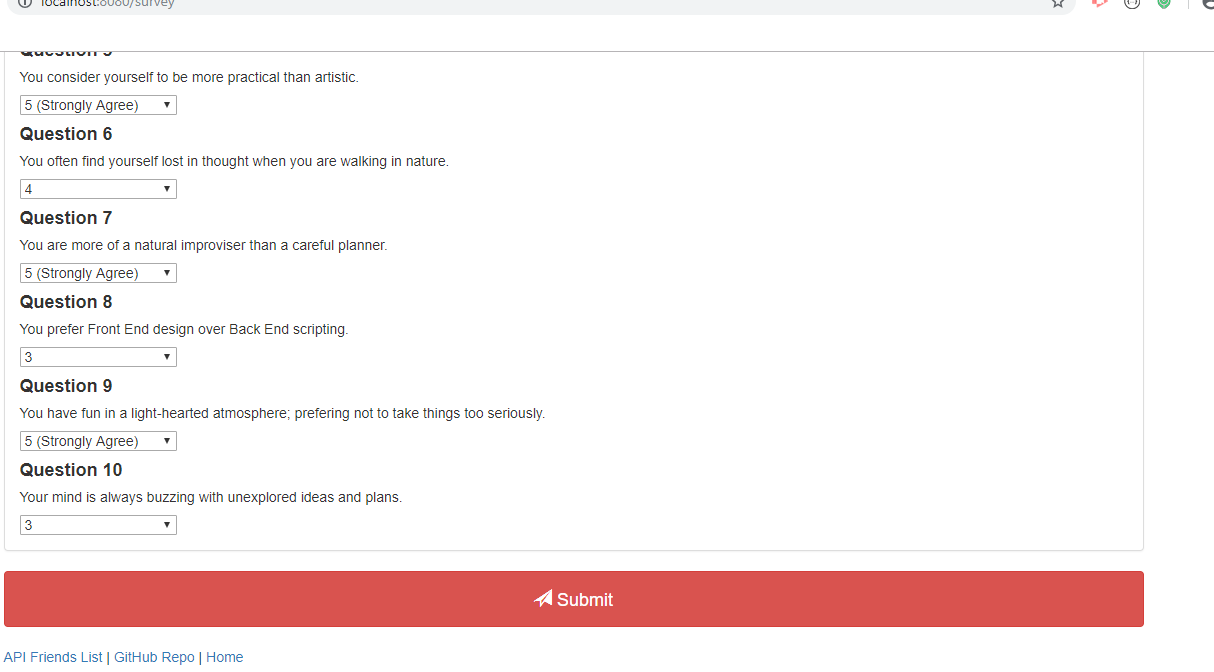 localhost:8080/survey
Question 5
You consider yourself to be more practical than artistic.
5 (Strongly Agree)
Question 6
You often find yourself lost in thought when you are walking in nature.
4
Question 7
You are more of a natural improviser than a careful planner.
5 (Strongly Agree)
Question 8
You prefer Front End design over Back End scripting.
3
Question 9
You have fun in a light-hearted atmosphere; prefering not to take things too seriously.
5 (Strongly Agree)
Question 10
Your mind is always buzzing with unexplored ideas and plans.
3
Submit
API Friends List | GitHub Repo | Home